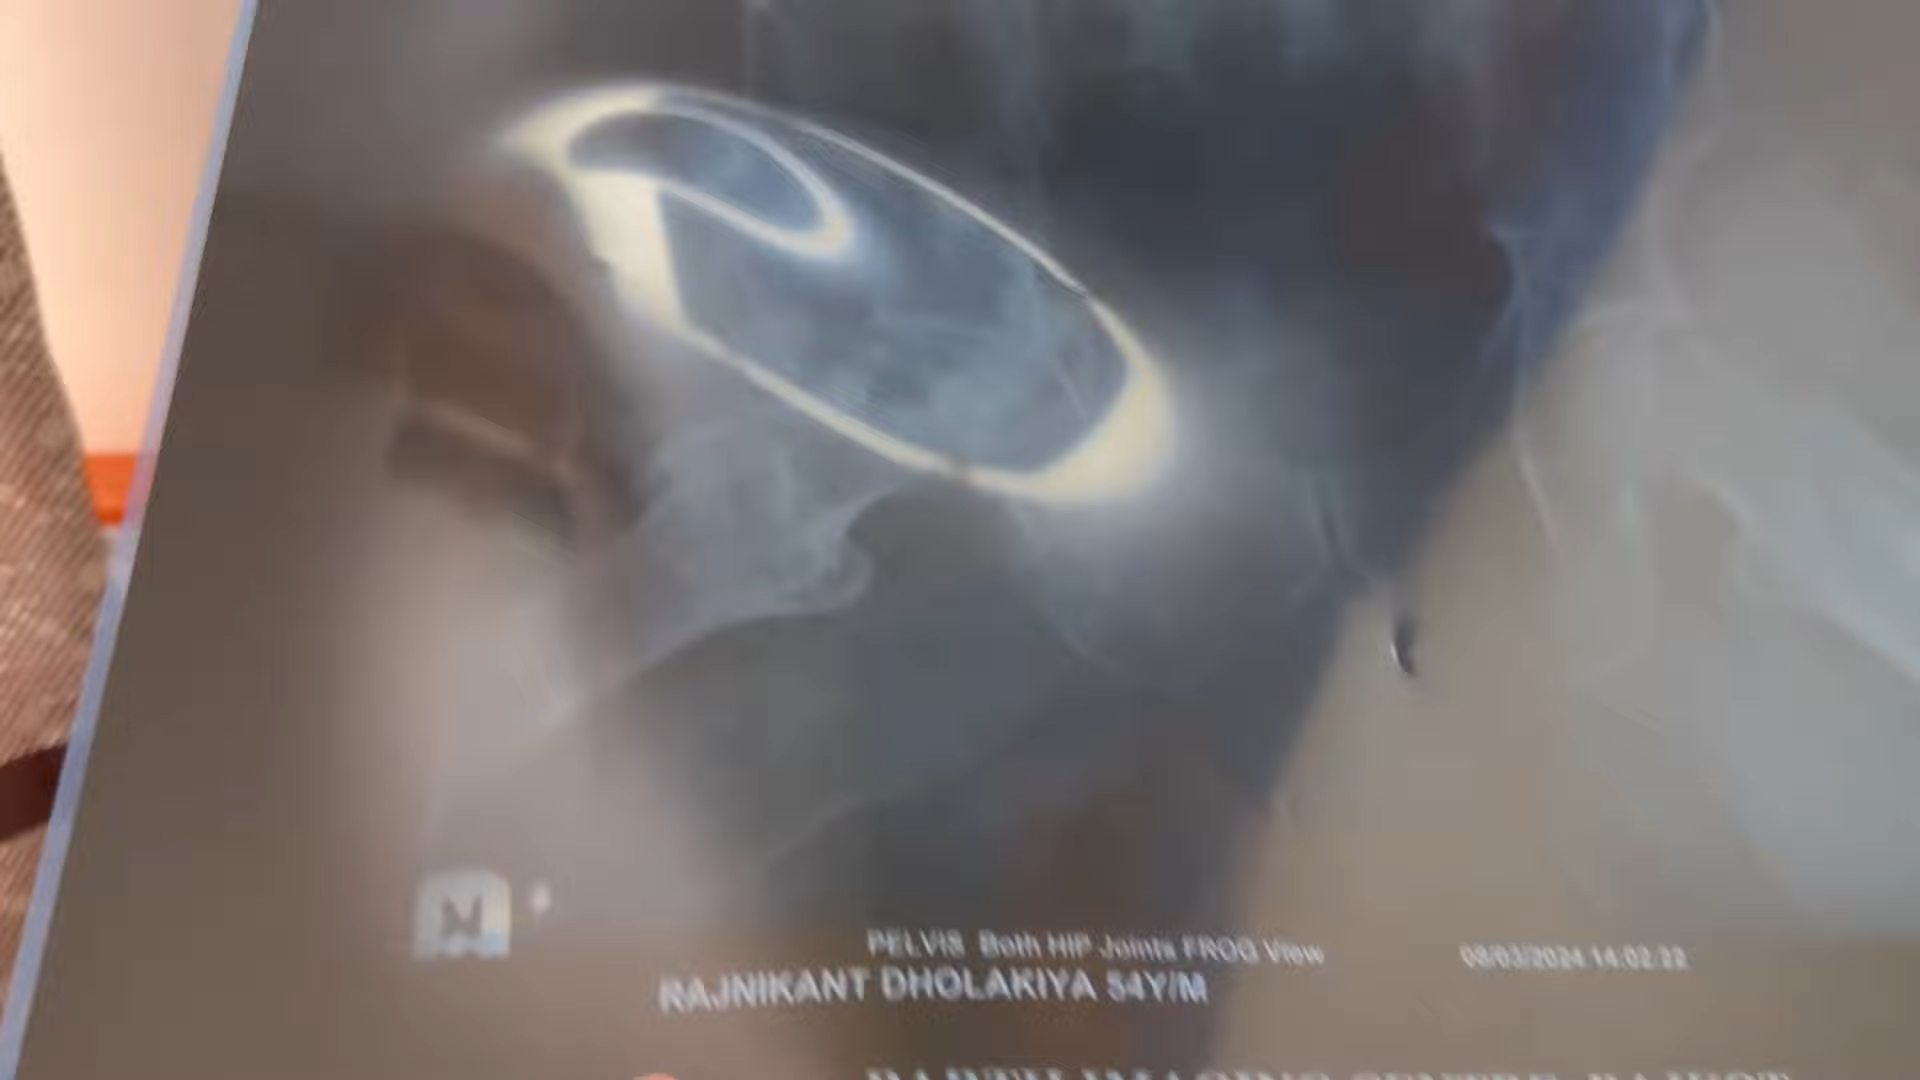 PELVIS Both HIP Joints FROG View
08/03/2024 14:02:22
RAJNIKANT DHOLAKIYA 54Y/M